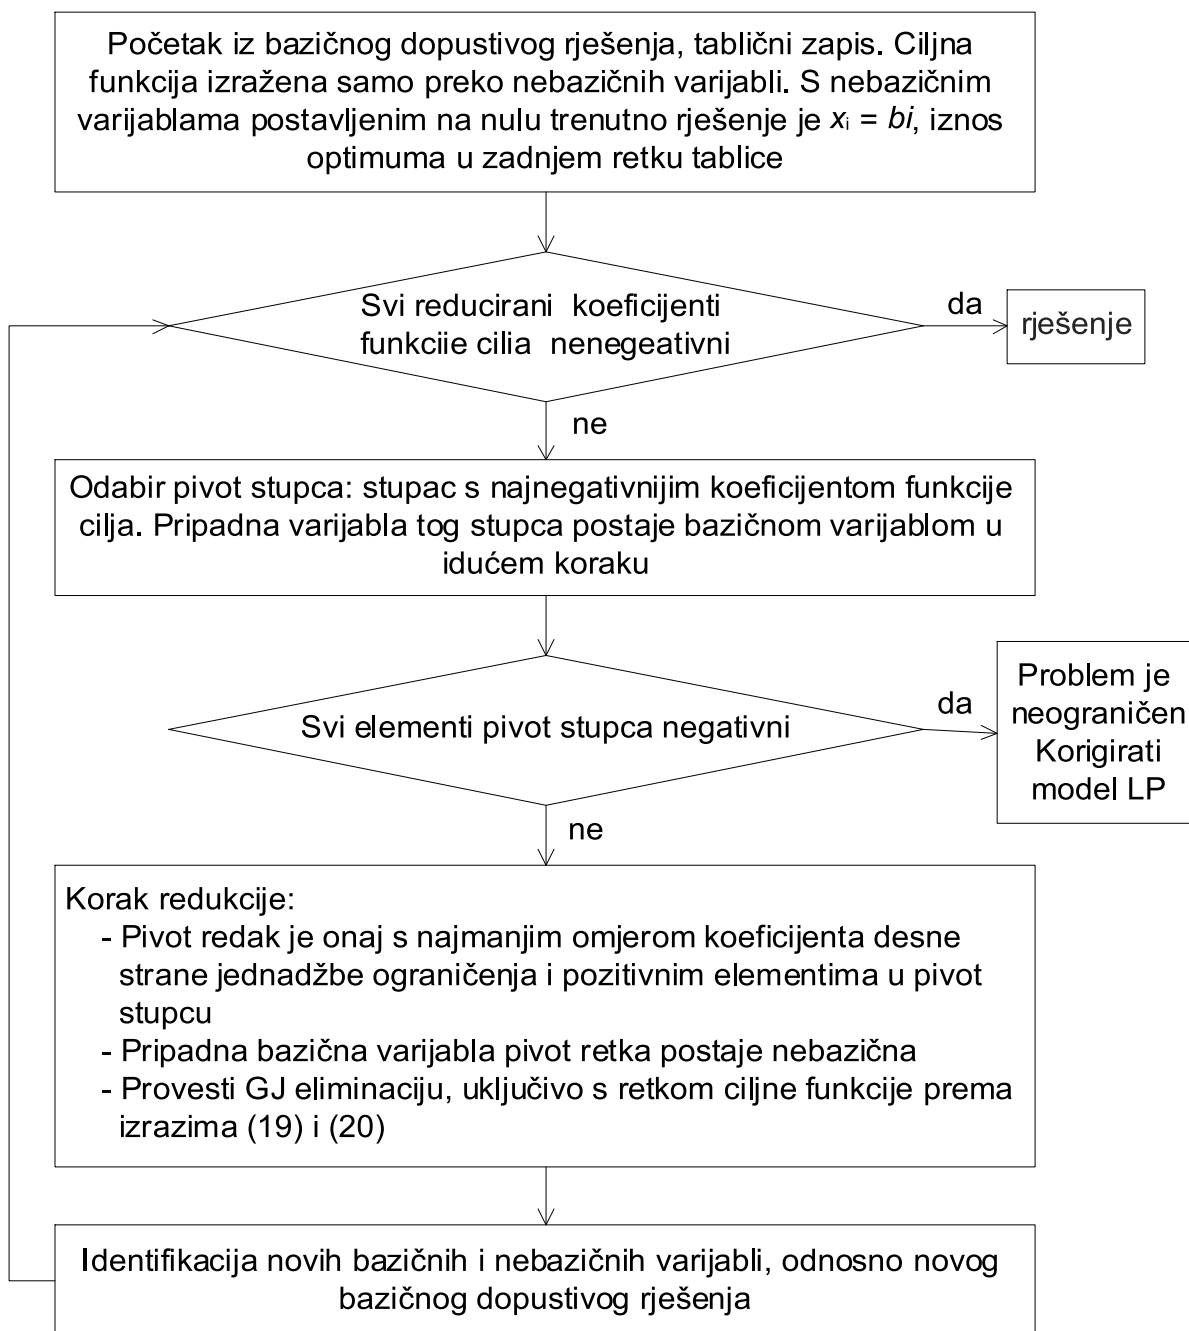 Početak iz bazičnog dopustivog rješenja, tablični zapis. Ciljna
funkcija izražena samo preko nebazičnih varijabli. S nebazičnim
varijablama postavljenim na nulu trenutno rješenje je xi = bi, iznos
optimuma u zadnjem retku tablice
Svi reducirani koeficijenti
funkciie cilia nenegeativni
da
rješenje
ne
Odabir pivot stupca: stupac s najnegativnijim koeficijentom funkcije
cilja. Pripadna varijabla tog stupca postaje bazičnom varijablom u
idućem koraku
Svi elementi pivot stupca negativni
da
Problem je
neograničen
Korigirati
model LP
ne
Korak redukcije:
- Pivot redak je onaj s najmanjim omjerom koeficijenta desne
strane jednadžbe ograničenja i pozitivnim elementima u pivot
stupcu
- Pripadna bazična varijabla pivot retka postaje nebazična
- Provesti GJ eliminaciju, uključivo s retkom ciljne funkcije prema
izrazima (19) i (20)
Identifikacija novih bazičnih i nebazičnih varijabli, odnosno novog
bazičnog dopustivog rješenja